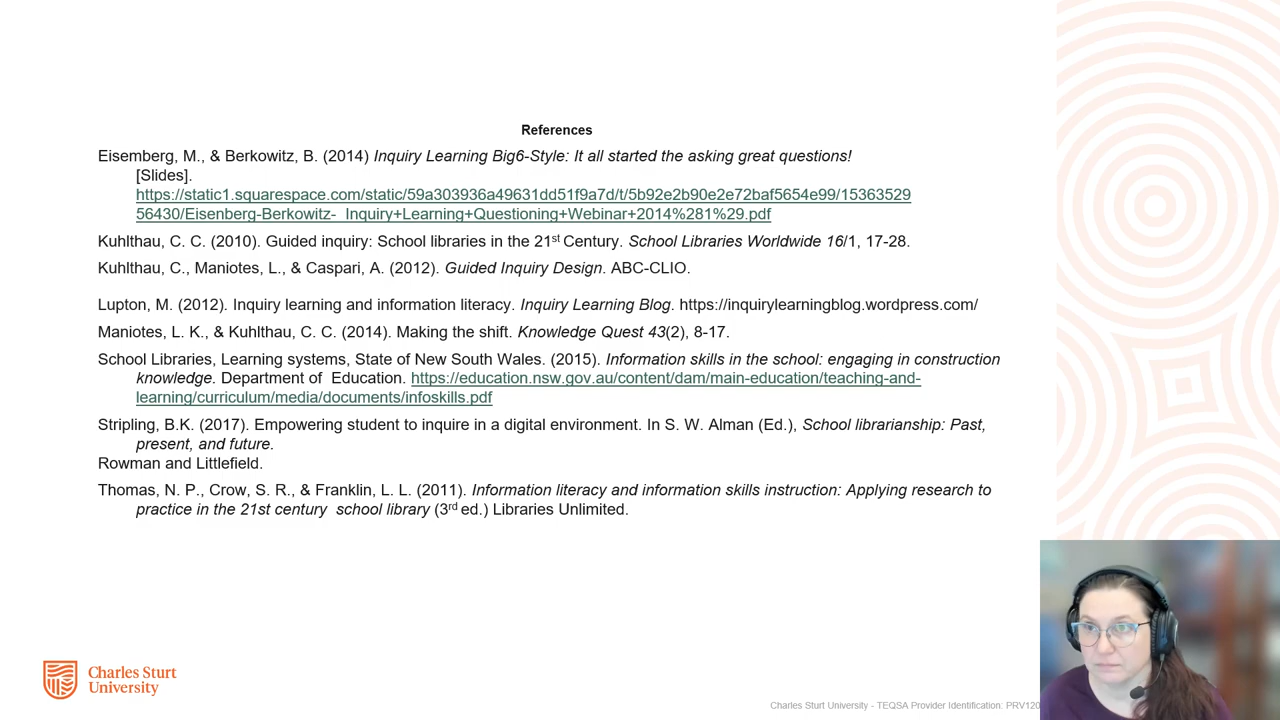 References
Eisemberg, M., & Berkowitz, B. (2014) Inquiry Learning Big6-Style: It all started the asking great questions!
[Slides].
https://static1.squarespace.com/static/59a303936a49631dd51f9a7d/t/5b92e2b90e2e72baf5654e99/15363529
56430/Eisenberg-Berkowitz-_Inquiry+Learning+Questioning+Webinar+2014%281%29.pdf
Kuhlthau, C. C. (2010). Guided inquiry: School libraries in the 21st Century. School Libraries Worldwide 16/1, 17-28.
Kuhlthau, C., Maniotes, L., & Caspari, A. (2012). Guided Inquiry Design. ABC-CLIO.
Lupton, M. (2012). Inquiry learning and information literacy. Inquiry Learning Blog. https://inquirylearningblog.wordpress.com/
Maniotes, L. K., & Kuhlthau, C. C. (2014). Making the shift. Knowledge Quest 43(2), 8-17.
School Libraries, Learning systems, State of New South Wales. (2015). Information skills in the school: engaging in construction
knowledge. Department of Education. https://education.nsw.gov.au/content/dam/main-education/teaching-and-
learning/curriculum/media/documents/infoskills.pdf
Stripling, B.K. (2017). Empowering student to inquire in a digital environment. In S. W. Alman (Ed.), School librarianship: Past,
present, and future.
Rowman and Littlefield.
Thomas, N. P., Crow, S. R., & Franklin, L. L. (2011). Information literacy and information skills instruction: Applying research to
practice in the 21st century school library (3rd ed.) Libraries Unlimited.
Charles Sturt
University
Charles Sturt University - TEQSA Provider Identification: PRV120